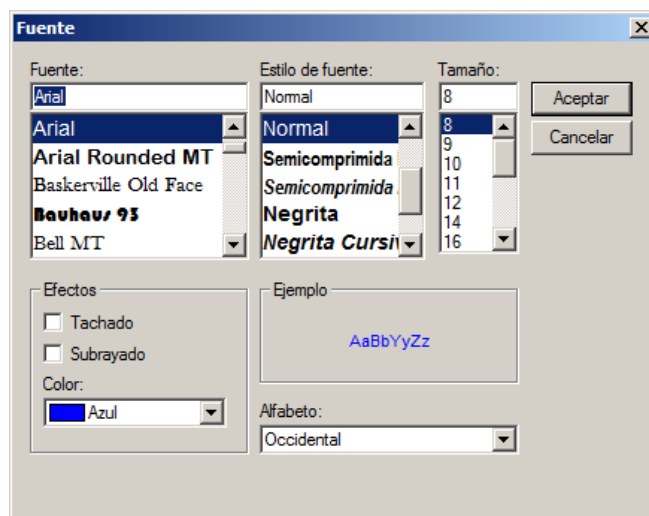 Fuente
Fuente:
Arial
Arial
Arial Rounded MT
Baskerville Old Face
Bauhaus 93
Bell MT
Estilo de fuente:
Normal
Normal
Semicomprimida
Semicomprimida
Negrita
Negrita Cursiv
Tamaño:
8
8
9
10
11
12
14
16
Aceptar
Cancelar
Efectos
Tachado
Subrayado
Color:
Azul
Ejemplo
AaBbYyZz
Alfabeto:
Occidental